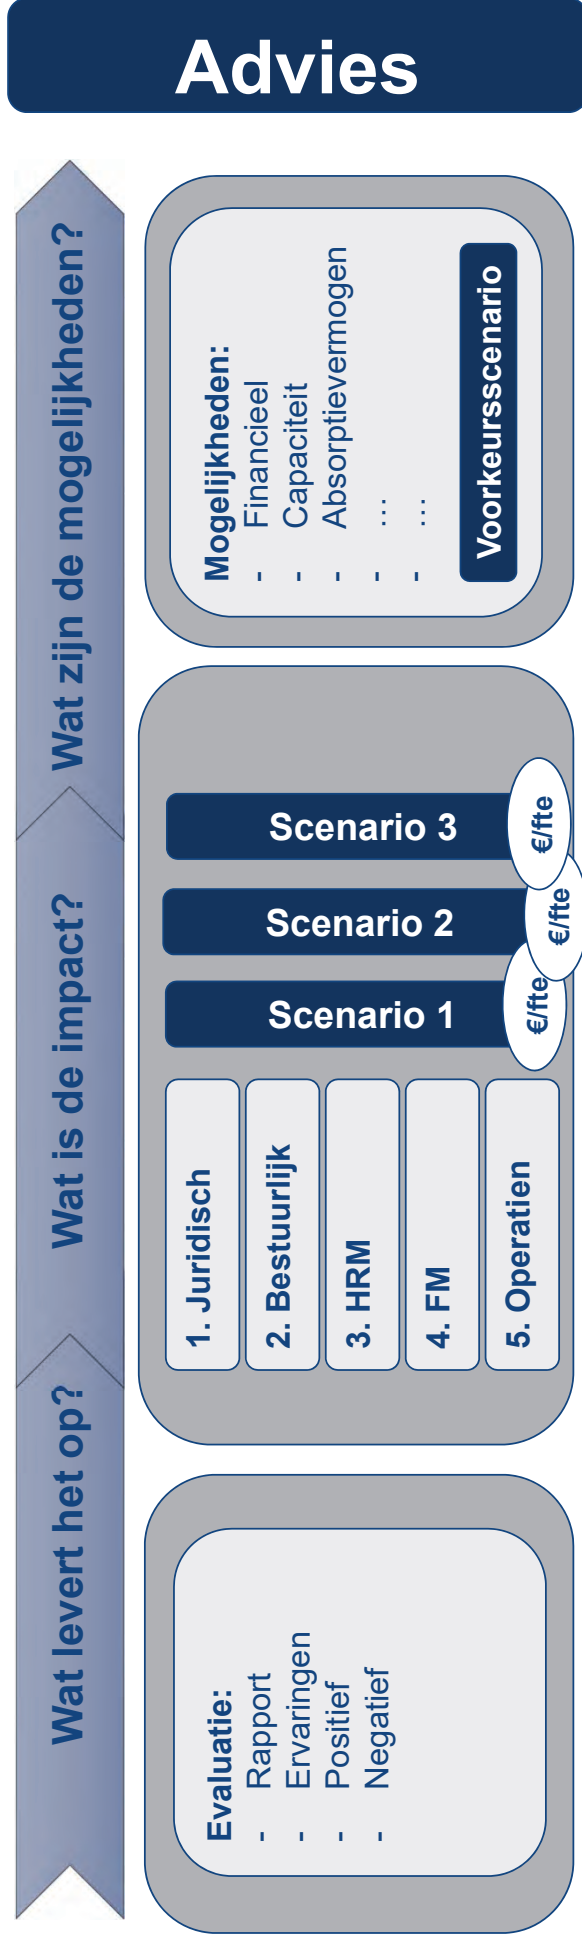 Advies
Wat levert het op?
Wat is de impact?
Wat zijn de mogelijkheden?
Evaluatie:
- Rapport
- Ervaringen
- Positief
- Negatief
1. Juridisch
2. Bestuurlijk
3. HRM
4. FM
5. Operatien
Scenario 1
€/fte
Scenario 2
€/fte
Scenario 3
€/fte
Mogelijkheden:
- Financieel
- Capaciteit
- Absorptievermogen
- …
- …
Voorkeursscenario